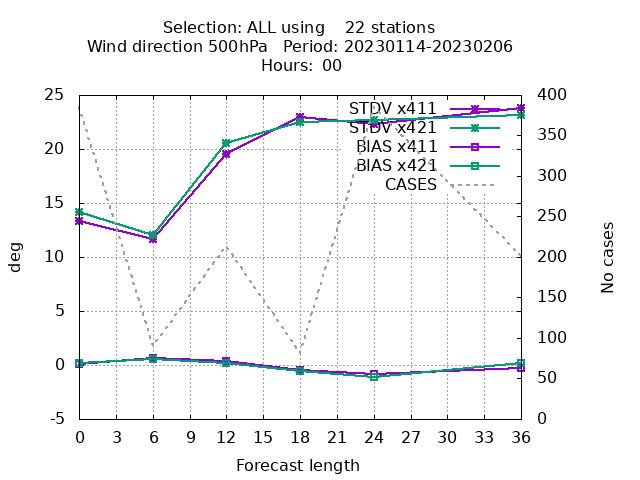 Selection: ALL using    22 stations
Wind direction 500hPa   Period: 20230114-20230206
Hours: 00
25 400
STDV x411
STDV x421
BIAS x411
BIAS x421
CASES
20 350
15 300
10 250
5 200
0 150
-5 100
50
0
deg
No cases
0 3 6 9 12 15 18 21 24 27 30 33 36
Forecast length